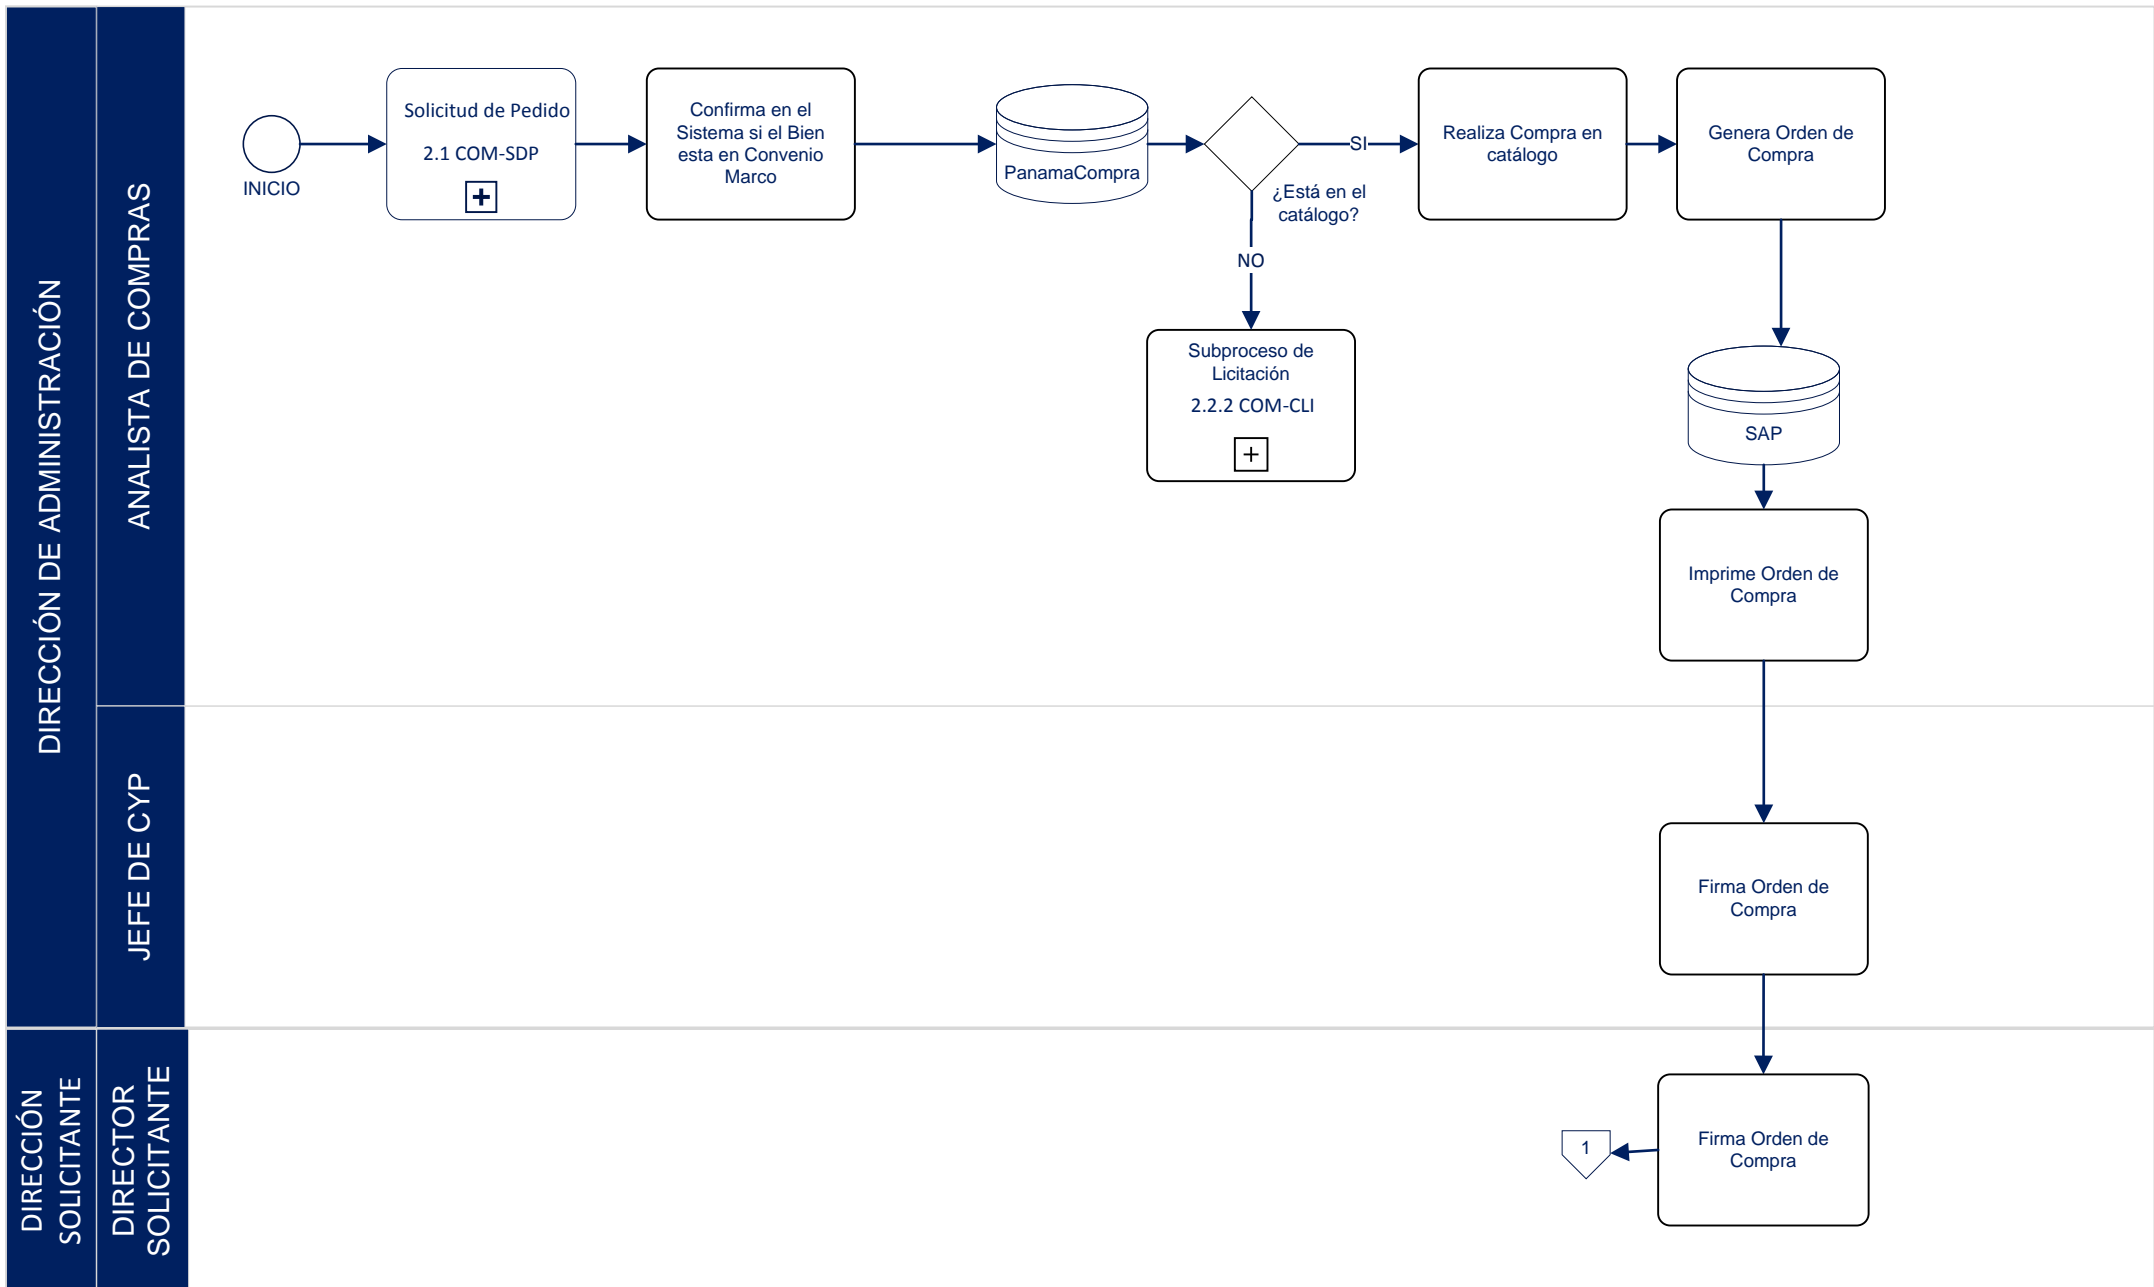 DIRECCIÓN DE ADMINISTRACIÓN
ANALISTA DE COMPRAS
INICIO
Solicitud de Pedido
2.1 COM-SDP
Confirma en el
Sistema si el Bien
esta en Convenio
Marco
PanamaCompra
¿Está en el
catálogo?
SI
NO
Realiza Compra en
catálogo
Genera Orden de
Compra
Subproceso de
Licitación
2.2.2 COM-CLI
SAP
Imprime Orden de
Compra
JEFE DE CYP
Firma Orden de
Compra
DIRECCIÓN
SOLICITANTE
DIRECTOR
SOLICITANTE
1
Firma Orden de
Compra